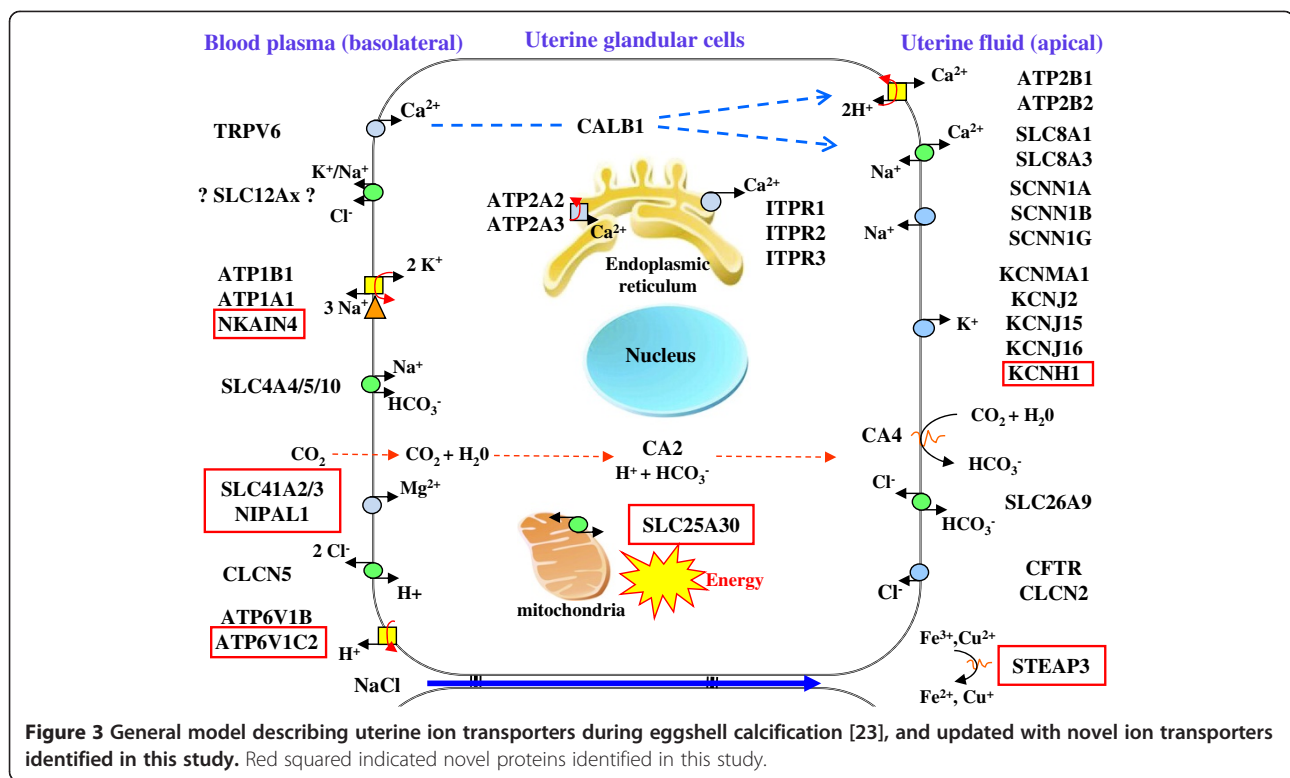 Blood plasma (basolateral)
Uterine glandular cells
Uterine fluid (apical)
TRPV6
Ca²⁺
K⁺/Na⁺
? SLC12Ax ?
Cl⁻
ATP1B1
ATP1A1
NKAIN4
2 K⁺
3 Na⁺
SLC4A4/5/10
Na⁺
HCO₃⁻
CO₂
CO₂ + H₂0
SLC41A2/3
NIPAL1
Mg²⁺
2 Cl⁻
CLCN5
H+
ATP6V1B
ATP6V1C2
H⁺
NaCl
CALB1
ATP2A2
ATP2A3
Ca²⁺
Ca²⁺
ITPR1
ITPR2
ITPR3
Endoplasmic
reticulum
Nucleus
CA2
H⁺ + HCO₃⁻
SLC25A30
Energy
mitochondria
Ca²⁺
2H⁺
ATP2B1
ATP2B2
Ca²⁺
Na⁺
SLC8A1
SLC8A3
SCNN1A
SCNN1B
SCNN1G
Na⁺
KCNMA1
KCNJ2
KCNJ15
KCNJ16
KCNH1
K⁺
CA4
CO₂ + H₂0
HCO₃⁻
Cl⁻
HCO₃⁻
SLC26A9
Cl⁻
CFTR
CLCN2
Fe³⁺,Cu²⁺
STEAP3
Fe²⁺, Cu⁺
Figure 3 General model describing uterine ion transporters during eggshell calcification [23], and updated with novel ion transporters
identified in this study. Red squared indicated novel proteins identified in this study.